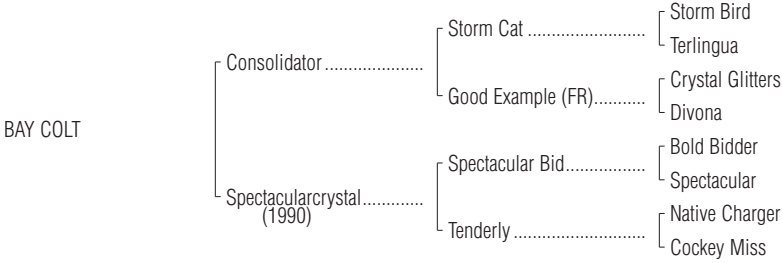 Storm Bird
Storm Cat ........................
Terlingua
Consolidator ....................
Crystal Glitters
Good Example (FR)...........
Divona
BAY COLT
Bold Bidder
Spectacular Bid................
Spectacular
Spectacularcrystal............
(1990)
Native Charger
Tenderly ...........................
Cockey Miss